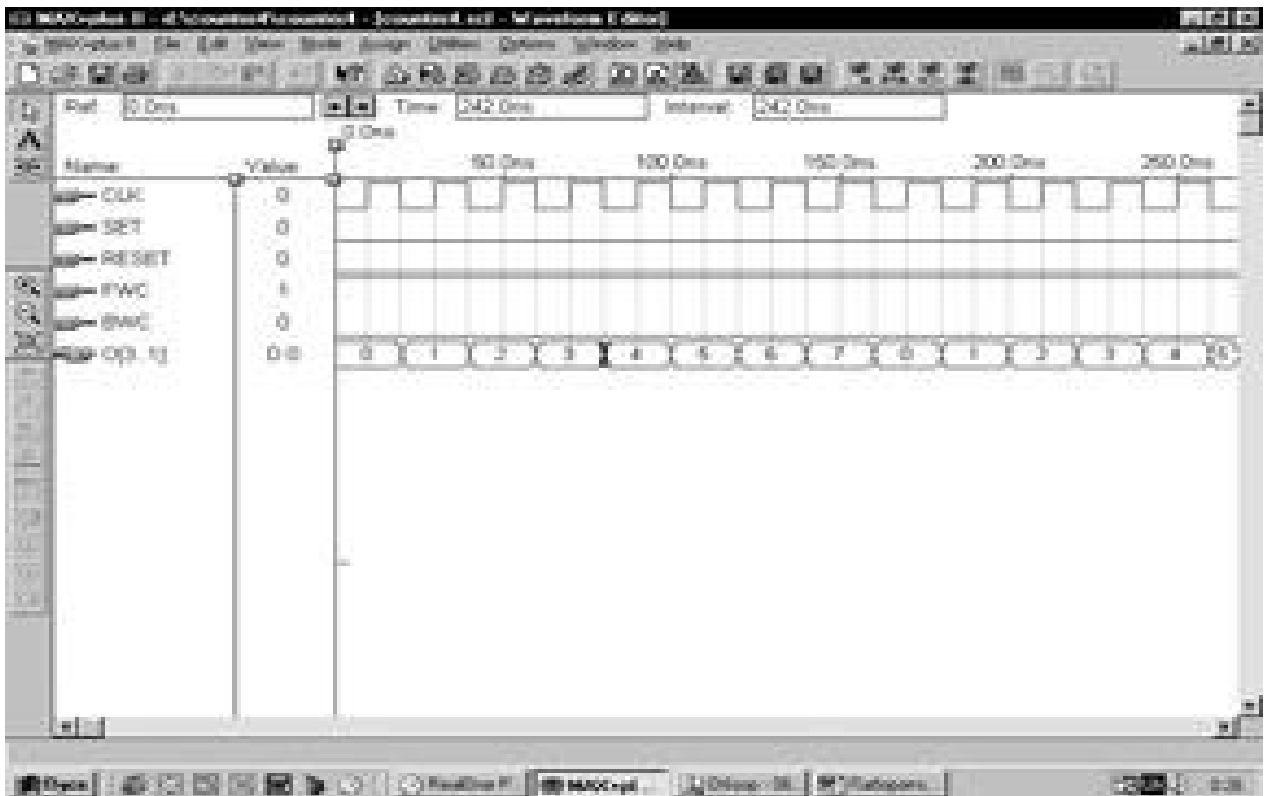 MAX+plus II - d:\counter4\counter4 - [counter4.scf - Waveform Editor]
MAX+plus II File Edit View Node Assign Utilities Options Window Help
Ref: 0.0ns Time: 242.0ns Interval: 242.0ns
0.0ns
Name: Value: 50.0ns 100.0ns 150.0ns 200.0ns 250.0ns
CLK 0
SET 0
RESET 0
FWC 1
BWC 0
0 1 2 3 4 5 6 7 0 1 2 3 4 5
MAX+pl...